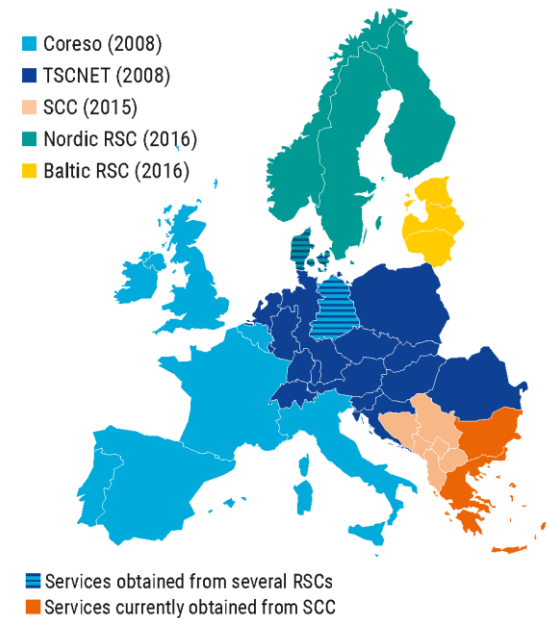 Coreso (2008)
TSCNET (2008)
SCC (2015)
Nordic RSC (2016)
Baltic RSC (2016)
Services obtained from several RSCs
Services currently obtained from SCC